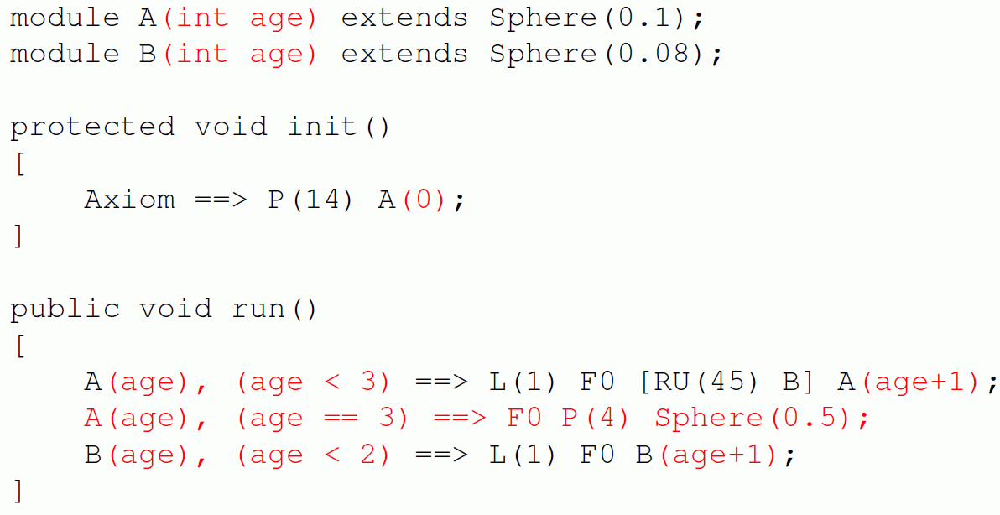 module A(int age) extends Sphere(0.1);
module B(int age) extends Sphere(0.08);
protected void init()
[
Axiom ==> P(14) A(0);
]
public void run()
[
A(age), (age < 3) ==> L(1) F0 [RU(45) B] A(age+1);
A(age), (age == 3) ==> F0 P(4) Sphere(0.5);
B(age), (age < 2) ==> L(1) F0 B(age+1);
]